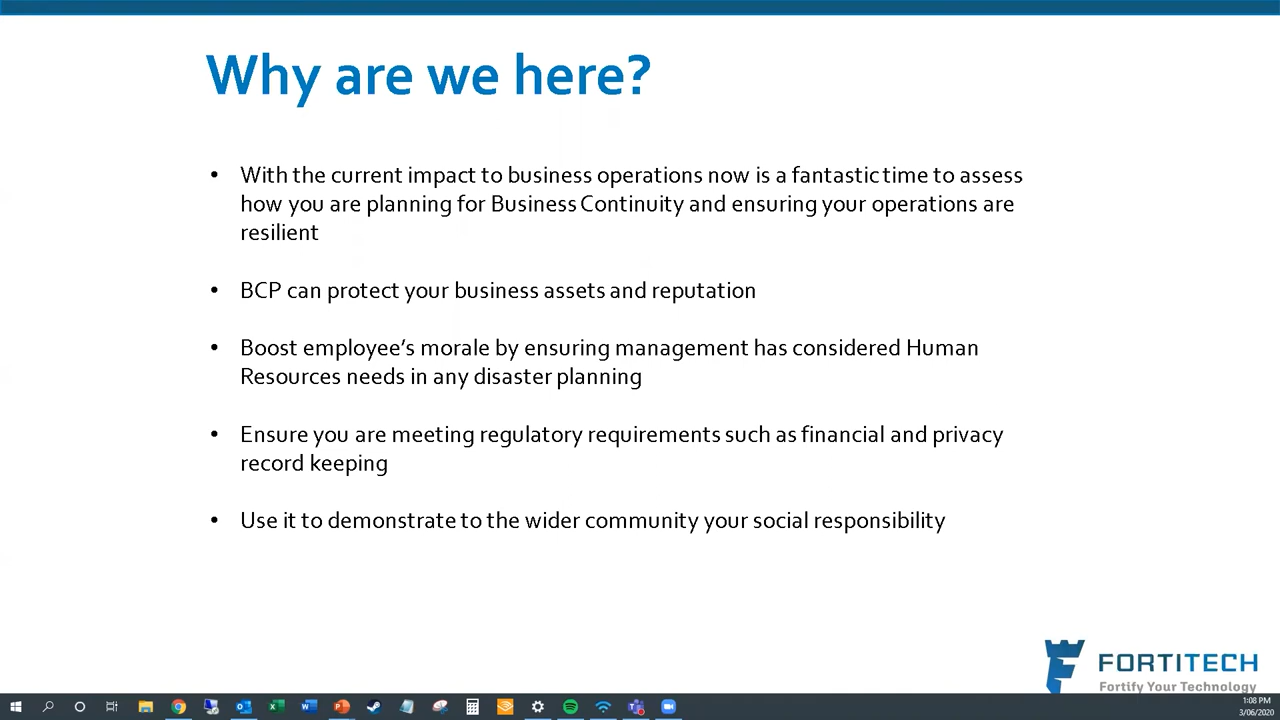 Why are we here?
• With the current impact to business operations now is a fantastic time to assess
how you are planning for Business Continuity and ensuring your operations are
resilient
• BCP can protect your business assets and reputation
• Boost employee’s morale by ensuring management has considered Human
Resources needs in any disaster planning
• Ensure you are meeting regulatory requirements such as financial and privacy
record keeping
• Use it to demonstrate to the wider community your social responsibility
FORTITECH
Fortify Your Technology
1:08 PM
3/06/2020